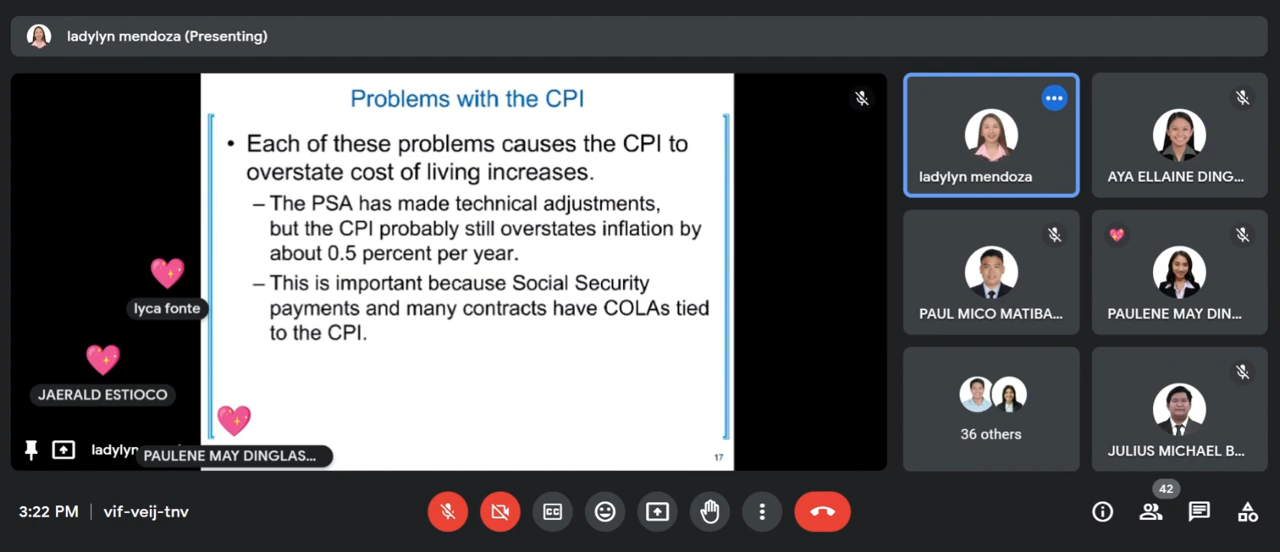 ladylyn mendoza (Presenting)
Problems with the CPI
• Each of these problems causes the CPI to
overstate cost of living increases.
– The PSA has made technical adjustments,
but the CPI probably still overstates inflation by
about 0.5 percent per year.
– This is important because Social Security
payments and many contracts have COLAs tied
to the CPI.
17
lyca fonte
JAERALD ESTIOCO
ladylyn
PAULENE MAY DINGLAS...
ladylyn mendoza
AYA ELLAINE DING...
PAUL MICO MATIBA...
PAULENE MAY DIN...
36 others
JULIUS MICHAEL B...
3:22 PM | vif-veij-tnv
CC
42